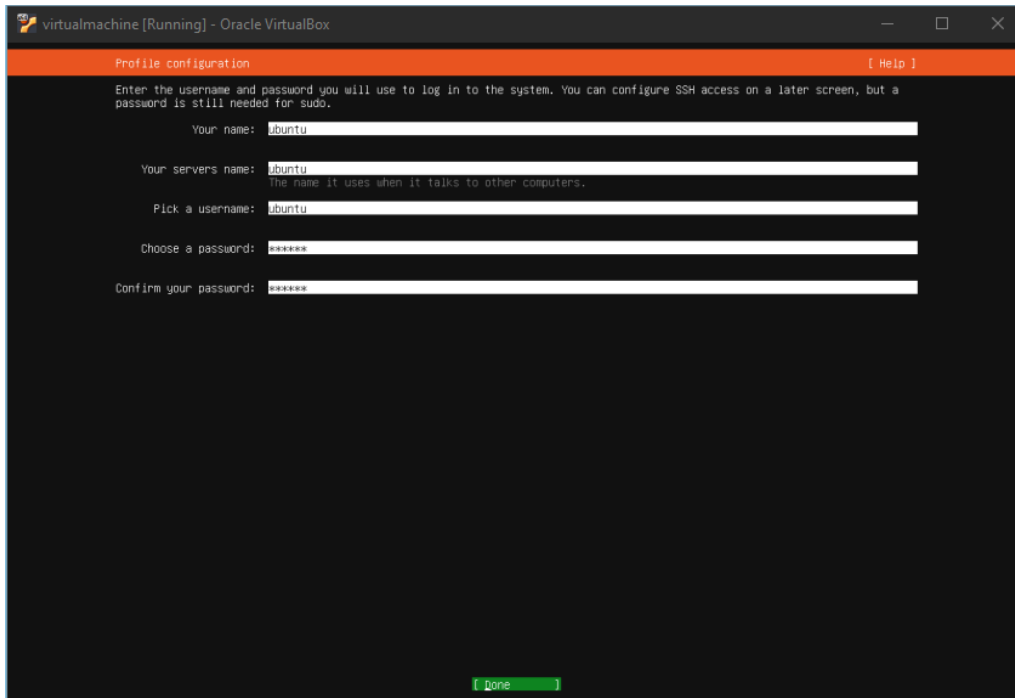 virtualmachine [Running] - Oracle VirtualBox
Profile configuration [ Help ]
Enter the username and password you will use to log in to the system. You can configure SSH access on a later screen, but a
password is still needed for sudo.
Your name: ubuntu
Your servers name: ubuntu
The name it uses when it talks to other computers.
Pick a username: ubuntu
Choose a password: ******
Confirm your password: ******
[ Done ]